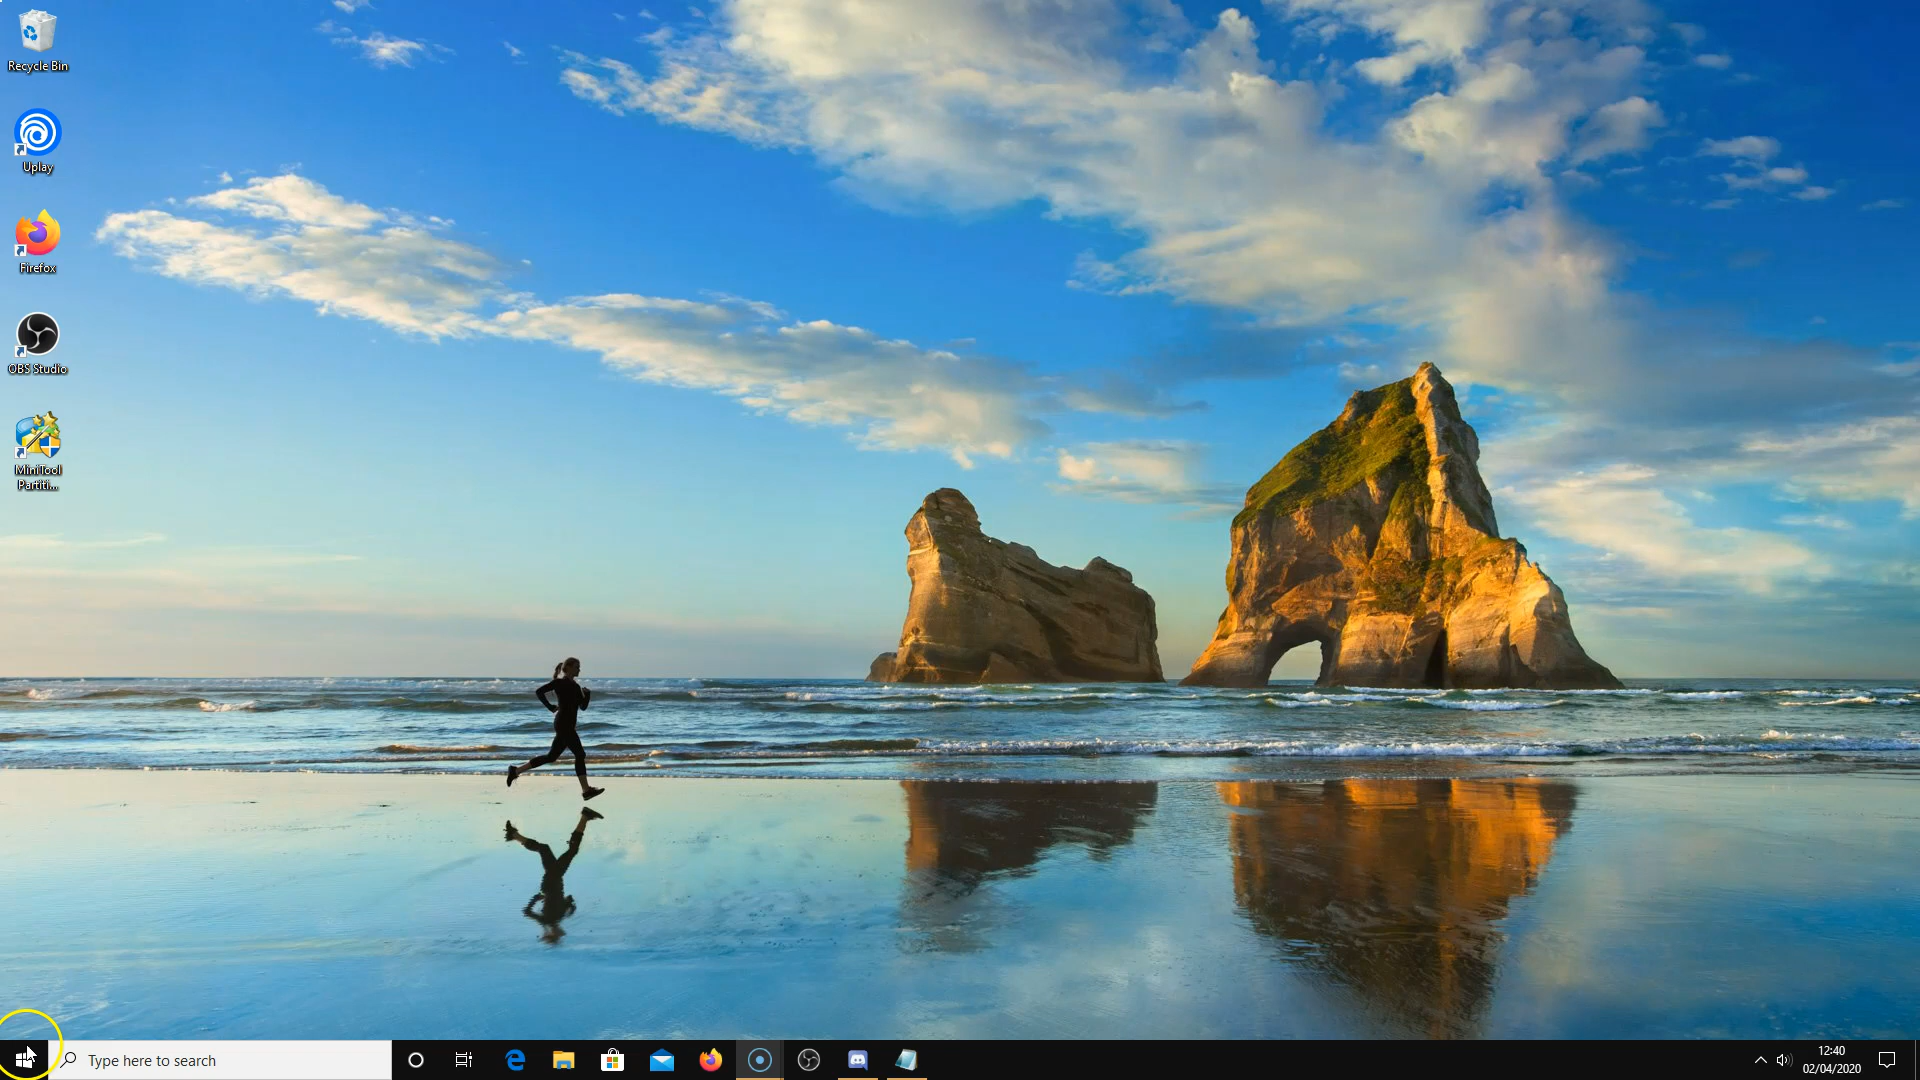 Recycle Bin
Uplay
Firefox
OBS Studio
MiniTool
Partiti...
Type here to search
12:40
02/04/2020